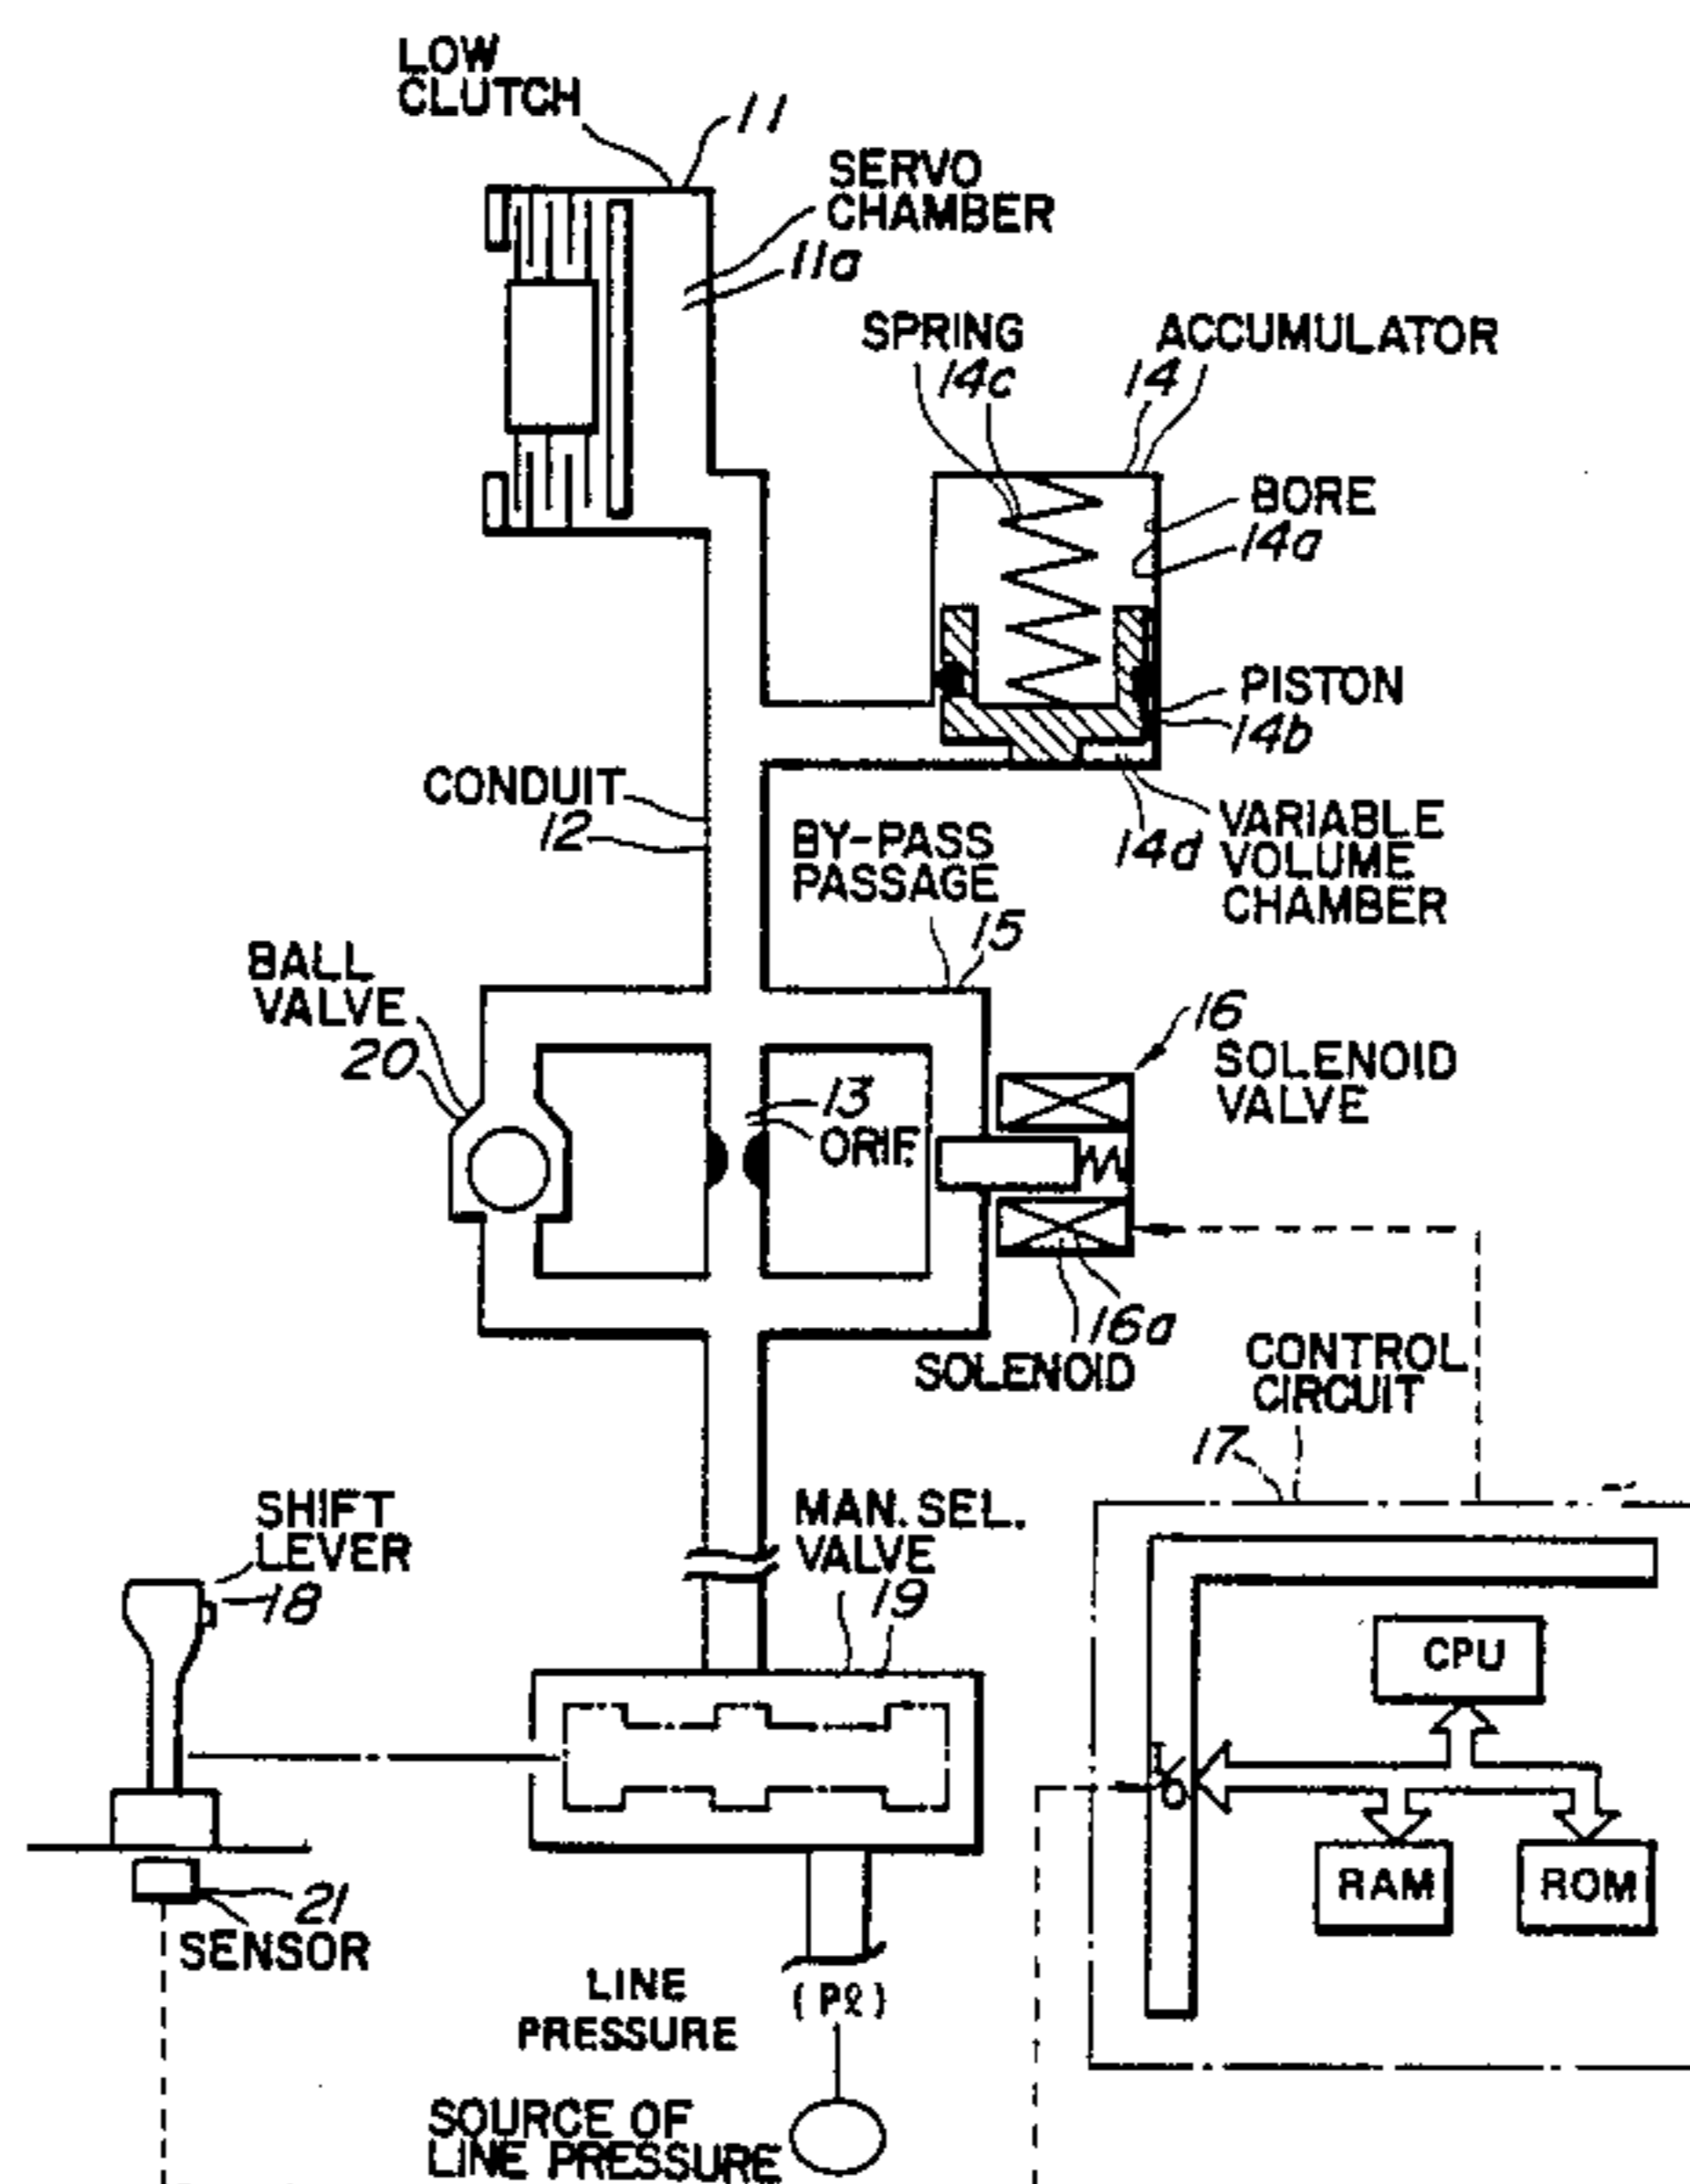 LOW
CLUTCH
11
SERVO
CHAMBER
11a
SPRING
14c
ACCUMULATOR
14
BORE
14a
PISTON
14b
CONDUIT
12
BY-PASS
PASSAGE
15
14d
VARIABLE
VOLUME
CHAMBER
BALL
VALVE
20
16
SOLENOID
VALVE
13
ORIF.
16a
SOLENOID
CONTROL
CIRCUIT
17
SHIFT
LEVER
18
MAN. SEL.
VALVE
19
CPU
RAM
ROM
21
SENSOR
LINE
PRESSURE
(Pℓ)
SOURCE OF
LINE PRESSURE